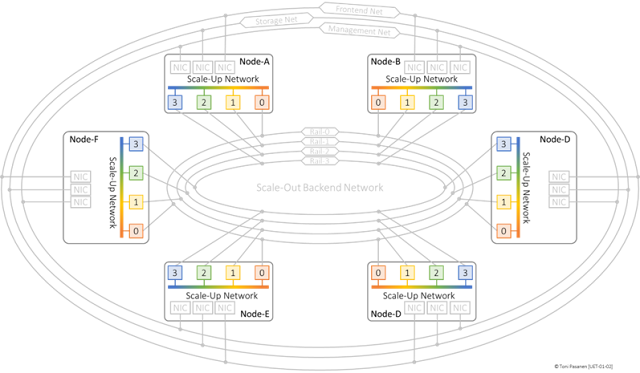 Frontend Net
Storage Net
Management Net
Node-A
NIC NIC NIC
Scale-Up Network
3 2 1 0
Node-B
NIC NIC NIC
Scale-Up Network
0 1 2 3
Node-F
NIC
NIC
NIC
Scale-Up Network
3
2
1
0
Rail-0
Rail-1
Rail-2
Rail-3
Scale-Out Backend Network
Node-D
3
2
1
0
Scale-Up Network
NIC
NIC
NIC
3 2 1 0
Scale-Up Network
NIC NIC NIC
Node-E
0 1 2 3
Scale-Up Network
NIC NIC NIC
Node-D
© Toni Pasanen [UET-01-02]